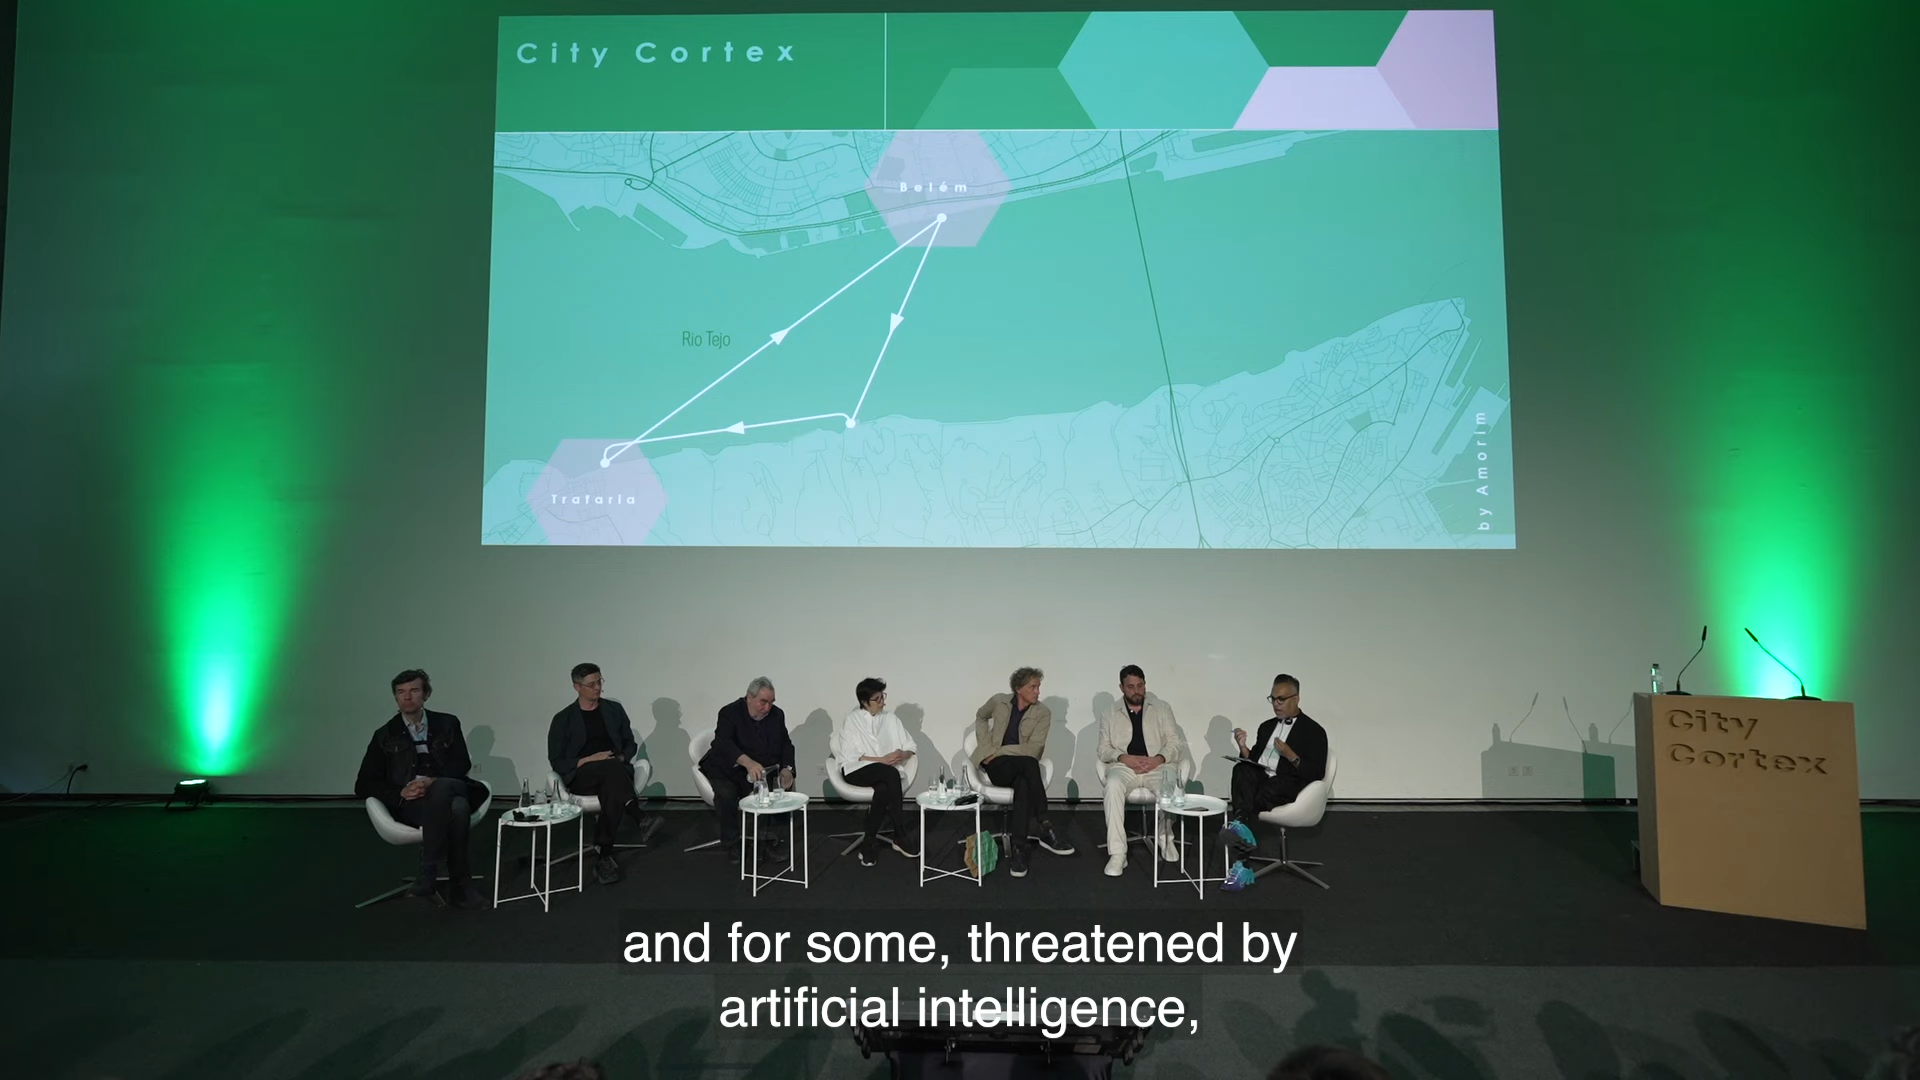 City Cortex
Belém
Rio Tejo
Trafaria
by Amorim
City
Cortex
and for some, threatened by
artificial intelligence,